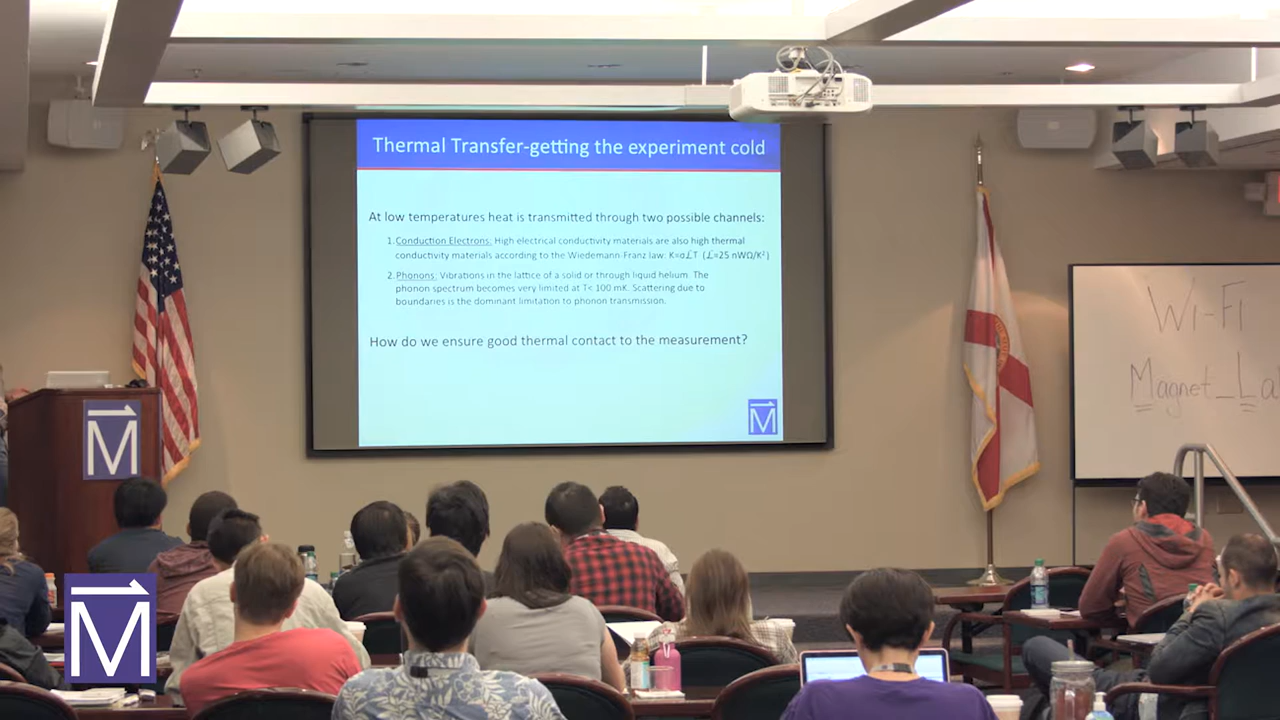 Thermal Transfer-getting the experiment cold
At low temperatures heat is transmitted through two possible channels:
1. Conduction Electrons: High electrical conductivity materials are also high thermal
conductivity materials according to the Wiedemann Franz law: K=σL̂T (L̂=25 nWΩ/K²)
2. Phonons: Vibrations in the lattice of a solid or through liquid helium. The
phonon spectrum becomes very limited at T< 100 mK. Scattering due to
boundaries is the dominant limitation to phonon transmission.
How do we ensure good thermal contact to the measurement?
M
M
Wi-Fi
Magnet_La
M